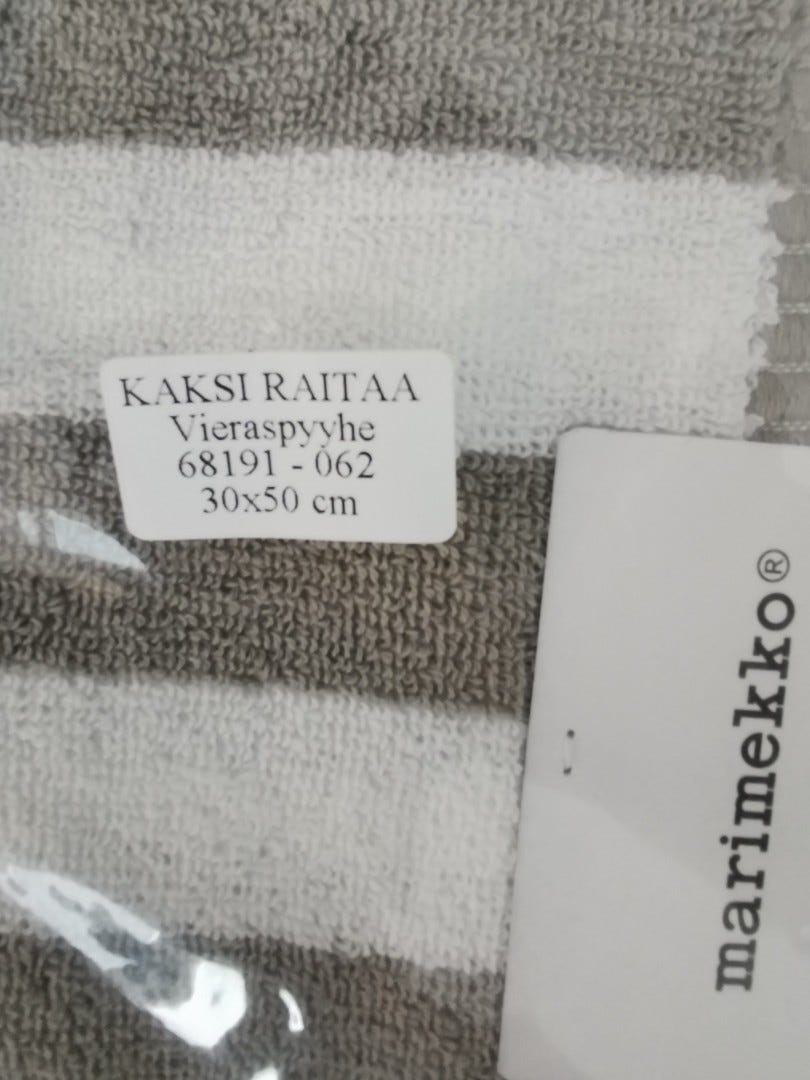 KAKSI RAITAA
Vieraspyyhe
68191 - 062
30x50 cm
marimekko®